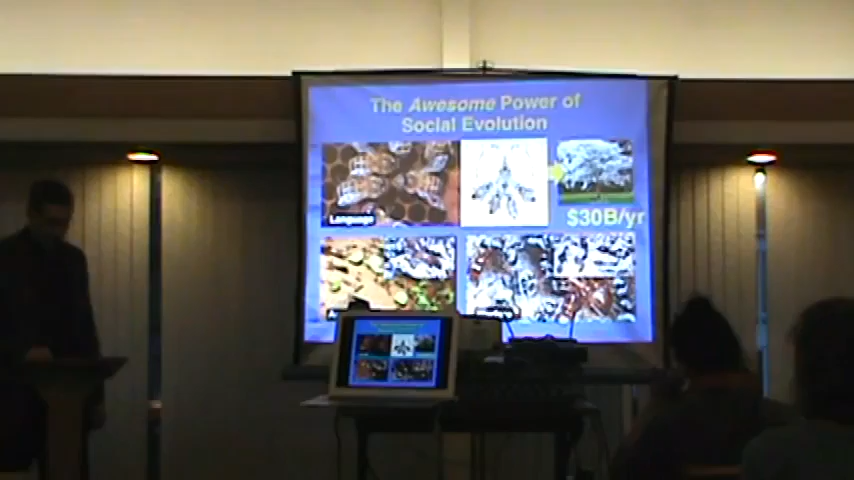 The Awesome Power of
Social Evolution
Language
$30B/yr